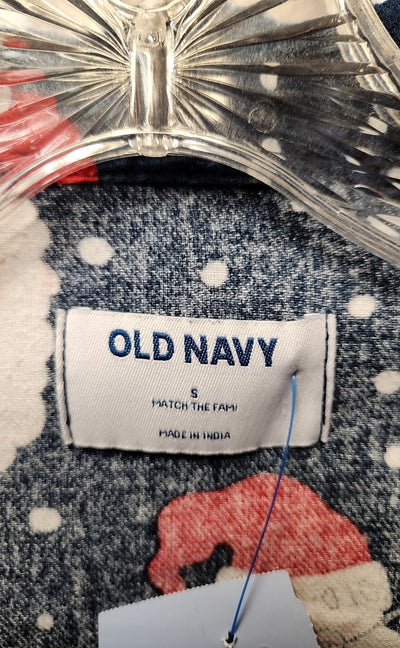 OLD NAVY
S
MATCH THE FAM!
MADE IN INDIA